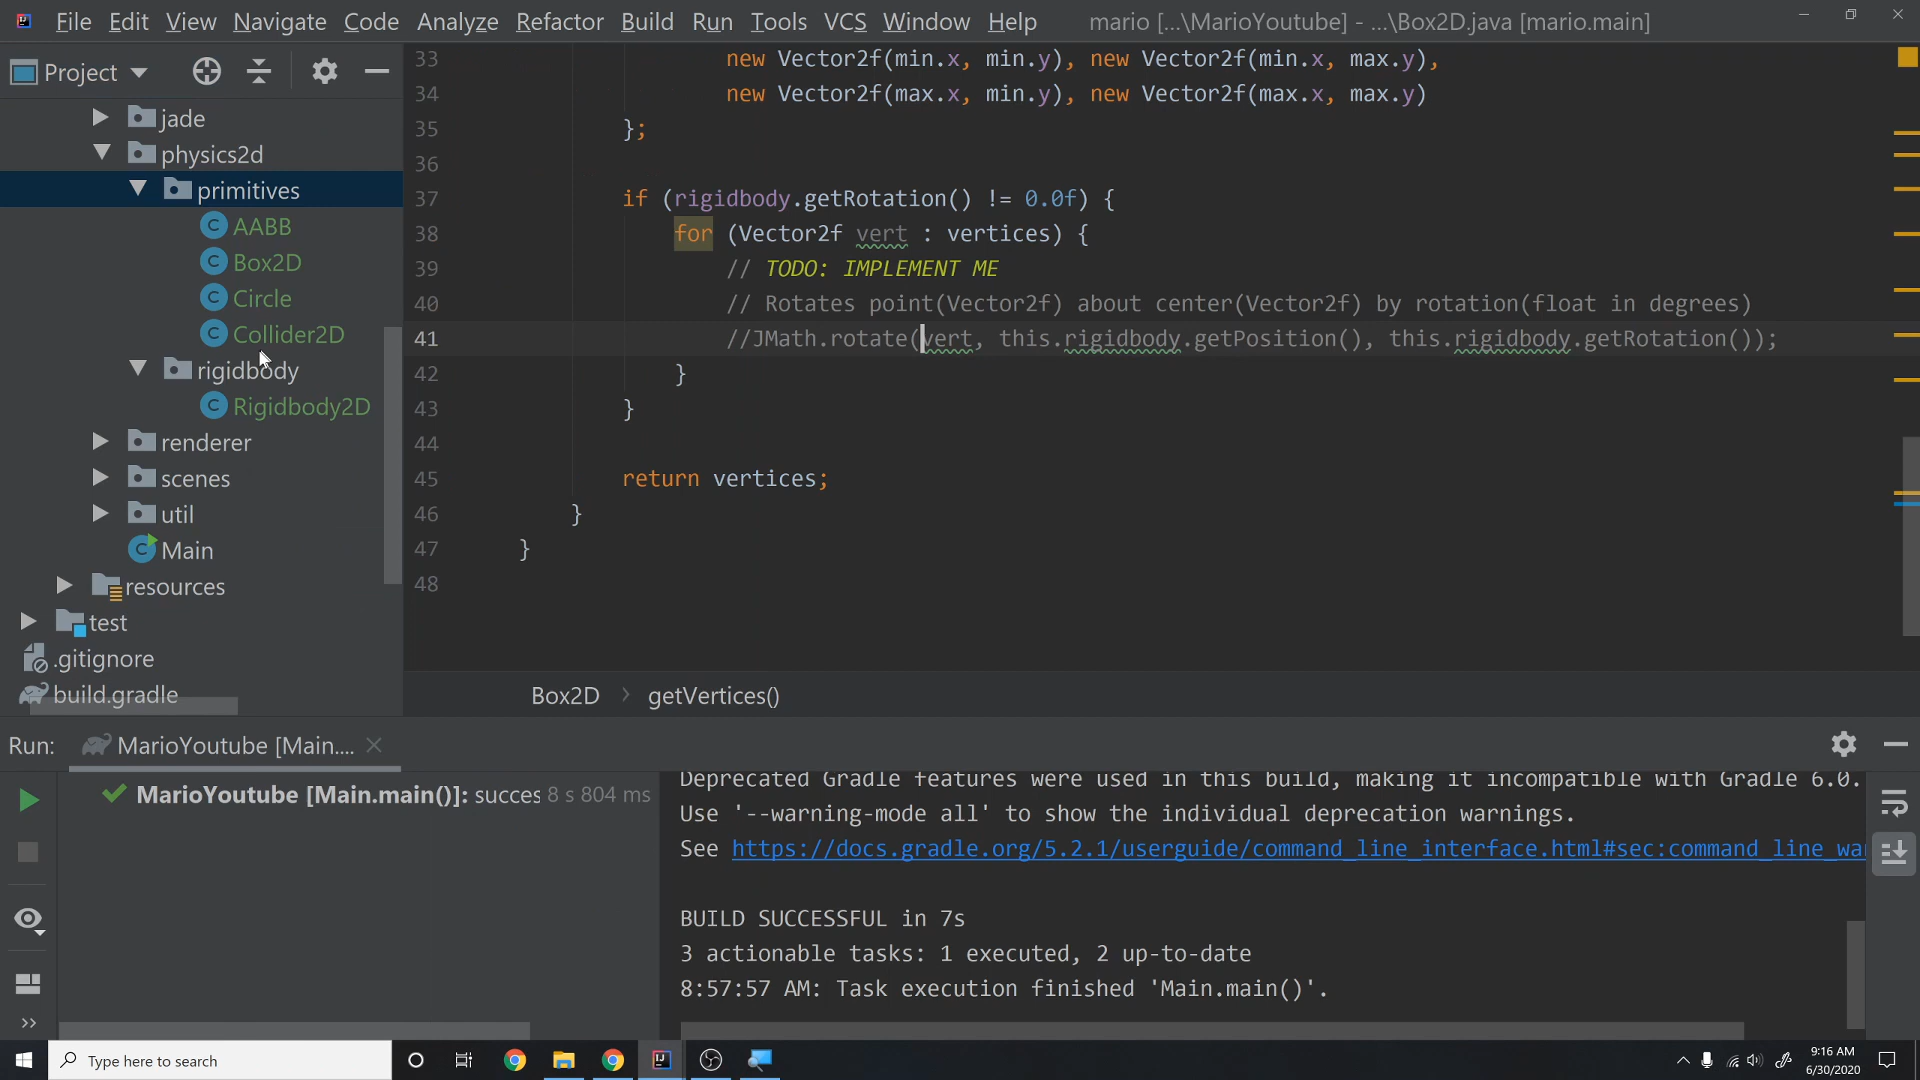 File Edit View Navigate Code Analyze Refactor Build Run Tools VCS Window Help mario [...\MarioYoutube] - ...\Box2D.java [mario.main]
Project
jade
physics2d
primitives
AABB
Box2D
Circle
Collider2D
rigidbody
Rigidbody2D
renderer
scenes
util
Main
resources
test
.gitignore
build.gradle
33 new Vector2f(min.x, min.y), new Vector2f(min.x, max.y),
34 new Vector2f(max.x, min.y), new Vector2f(max.x, max.y)
35 };
36
37 if (rigidbody.getRotation() != 0.0f) {
38 for (Vector2f vert : vertices) {
39 // TODO: IMPLEMENT ME
40 // Rotates point(Vector2f) about center(Vector2f) by rotation(float in degrees)
41 //JMath.rotate(vert, this.rigidbody.getPosition(), this.rigidbody.getRotation());
42 }
43 }
44
45 return vertices;
46 }
47 }
48
Box2D > getVertices()
Run: MarioYoutube [Main....
MarioYoutube [Main.main()]: succes 8 s 804 ms
Deprecated Gradle features were used in this build, making it incompatible with Gradle 6.0.
Use '--warning-mode all' to show the individual deprecation warnings.
See https://docs.gradle.org/5.2.1/userguide/command_line_interface.html#sec:command_line_wa
BUILD SUCCESSFUL in 7s
3 actionable tasks: 1 executed, 2 up-to-date
8:57:57 AM: Task execution finished 'Main.main()'.
Type here to search
9:16 AM
6/30/2020